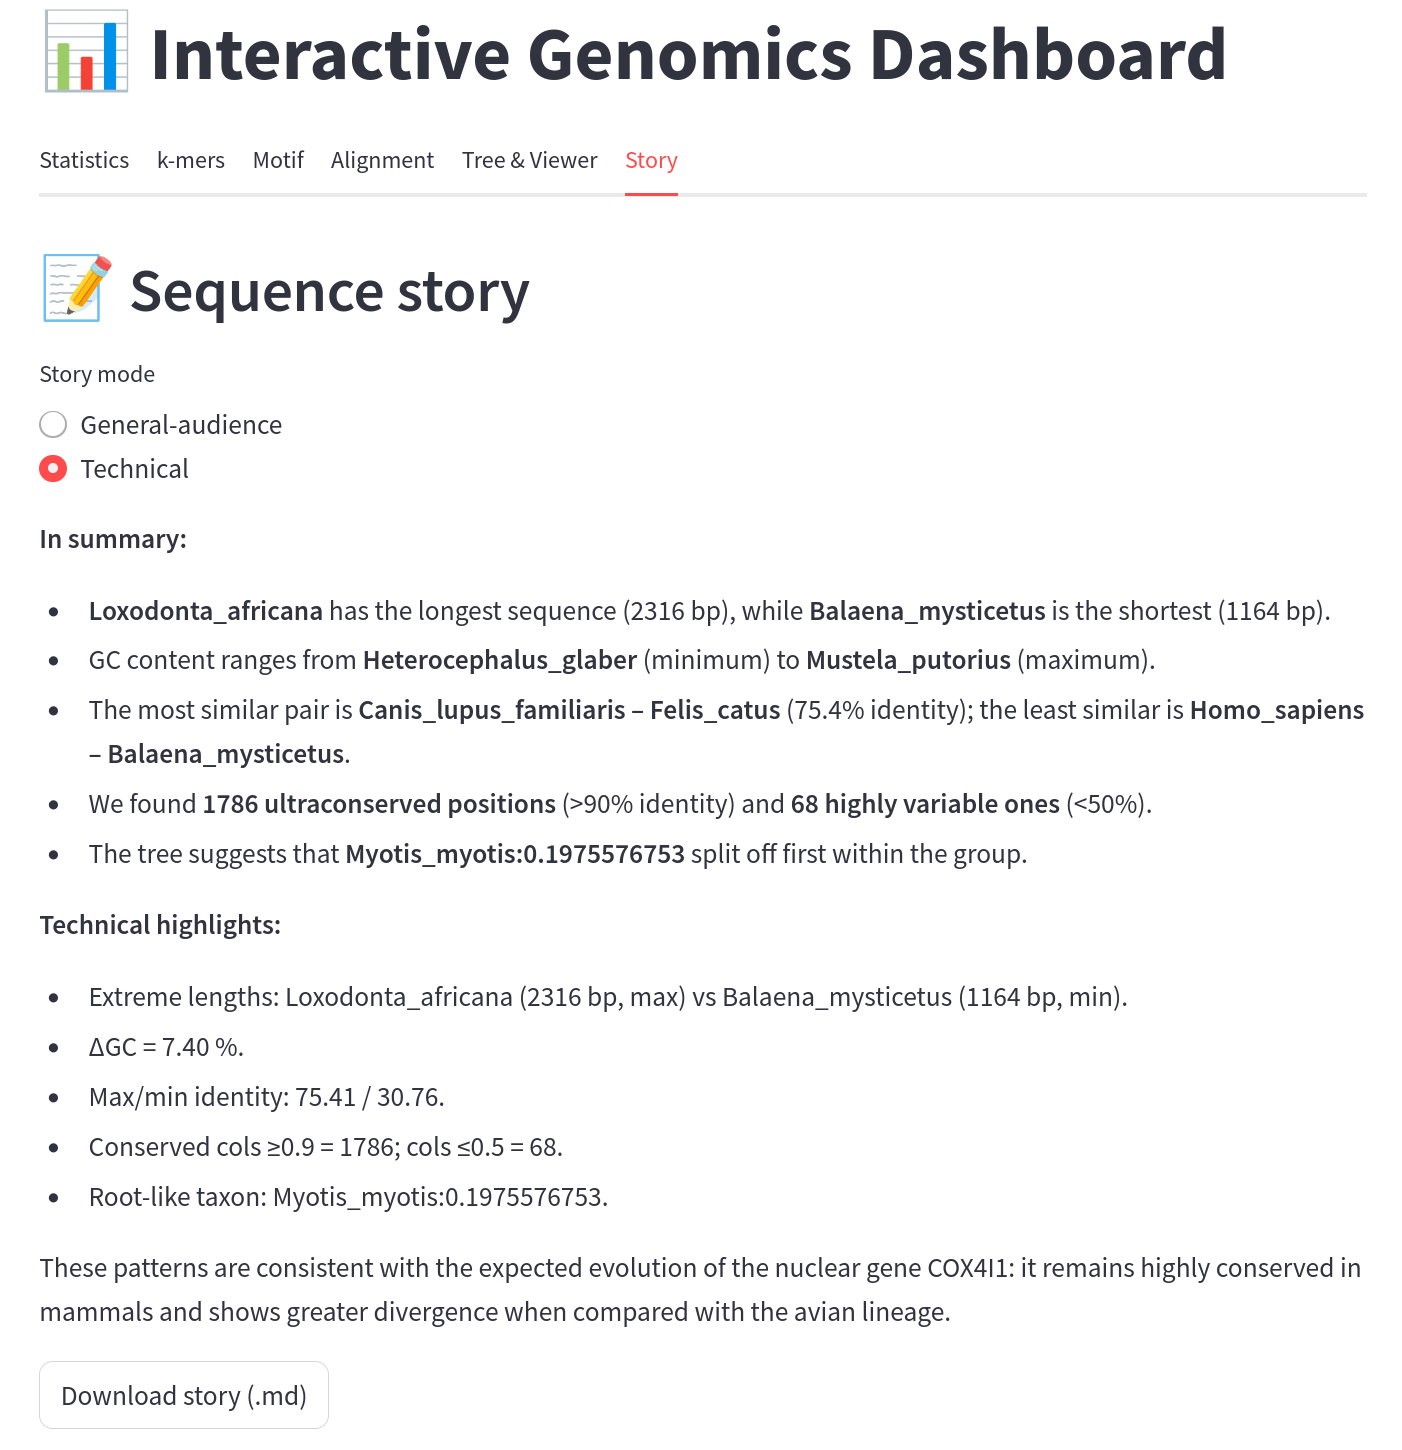 Interactive Genomics Dashboard
Statistics k-mers Motif Alignment Tree & Viewer Story
Sequence story
Story mode
General-audience
Technical
In summary:
Loxodonta_africana has the longest sequence (2316 bp), while Balaena_mysticetus is the shortest (1164 bp).
GC content ranges from Heterocephalus_glaber (minimum) to Mustela_putorius (maximum).
The most similar pair is Canis_lupus_familiaris – Felis_catus (75.4% identity); the least similar is Homo_sapiens
– Balaena_mysticetus.
We found 1786 ultraconserved positions (>90% identity) and 68 highly variable ones (<50%).
The tree suggests that Myotis_myotis:0.1975576753 split off first within the group.
Technical highlights:
Extreme lengths: Loxodonta_africana (2316 bp, max) vs Balaena_mysticetus (1164 bp, min).
ΔGC = 7.40 %.
Max/min identity: 75.41 / 30.76.
Conserved cols ≥0.9 = 1786; cols ≤0.5 = 68.
Root-like taxon: Myotis_myotis:0.1975576753.
These patterns are consistent with the expected evolution of the nuclear gene COX4I1: it remains highly conserved in
mammals and shows greater divergence when compared with the avian lineage.
Download story (.md)